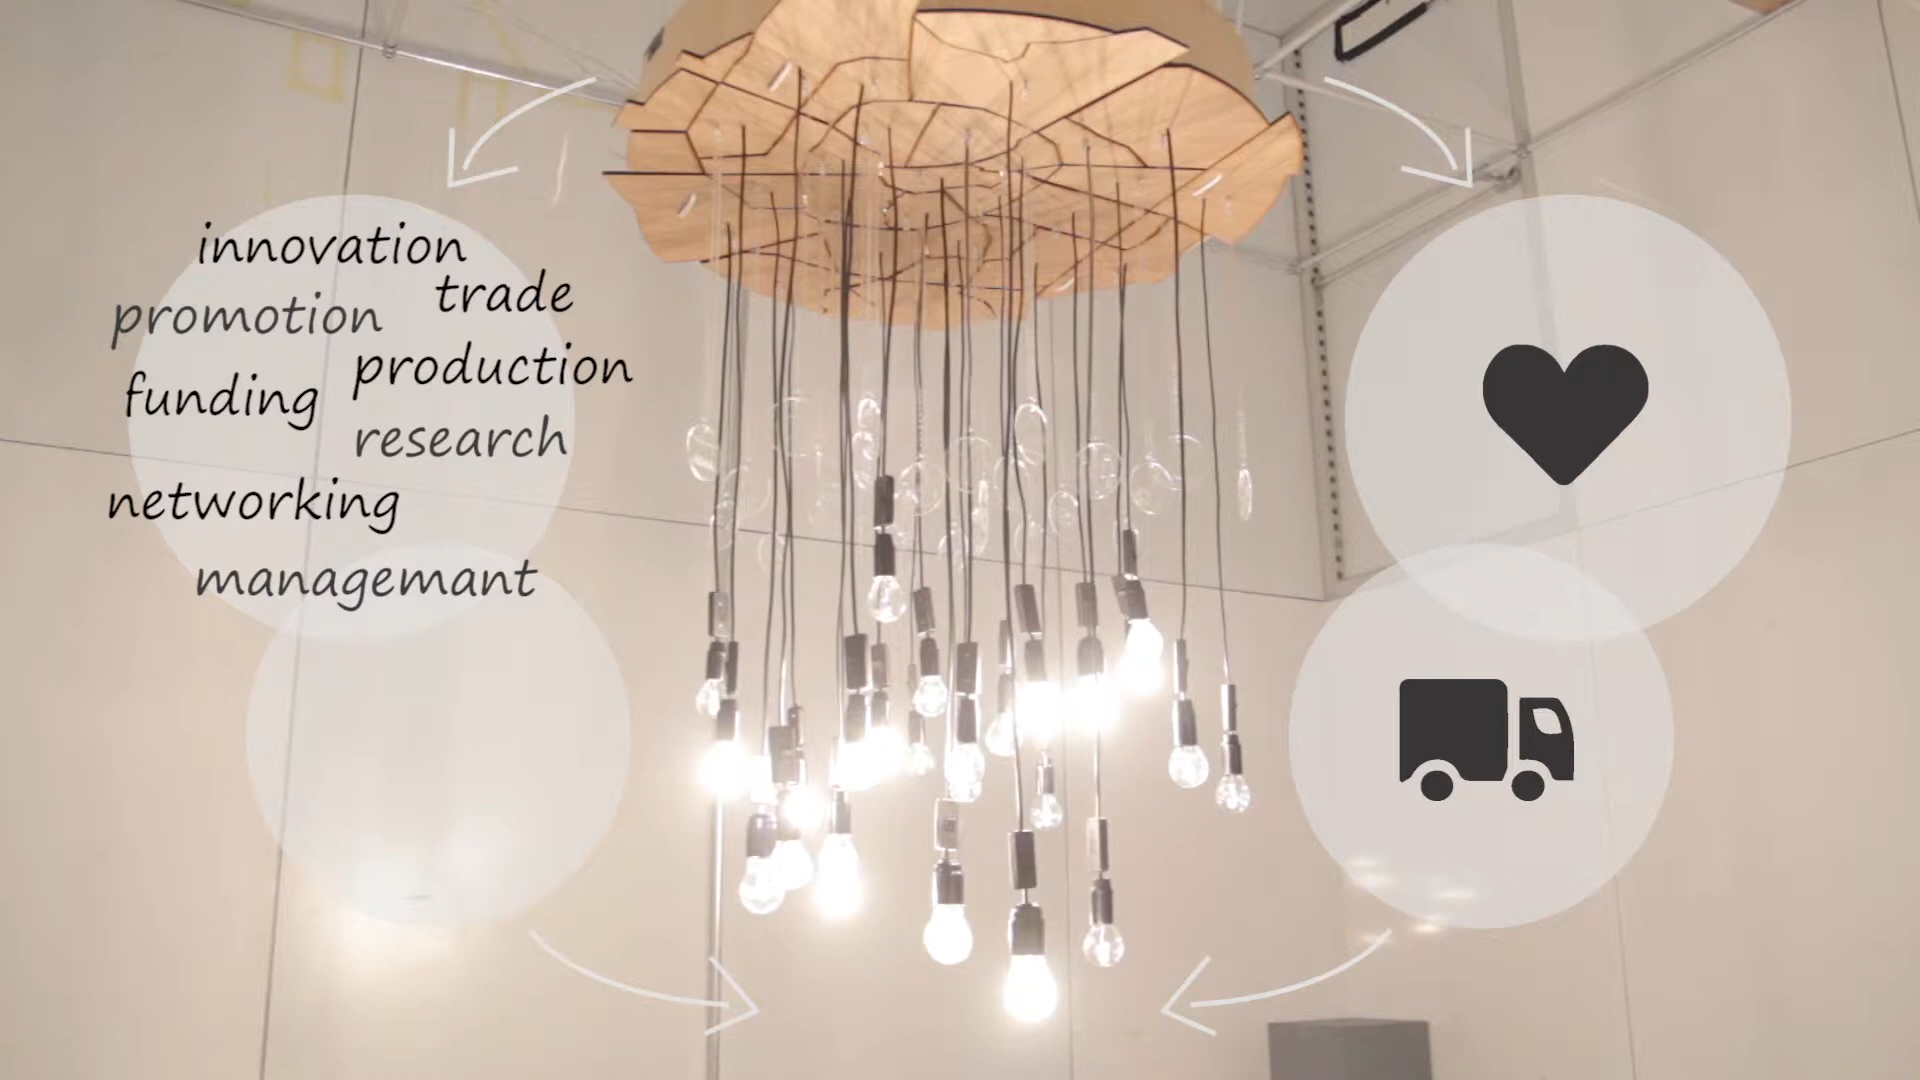 innovation
trade
promotion
production
funding
research
networking
managemant